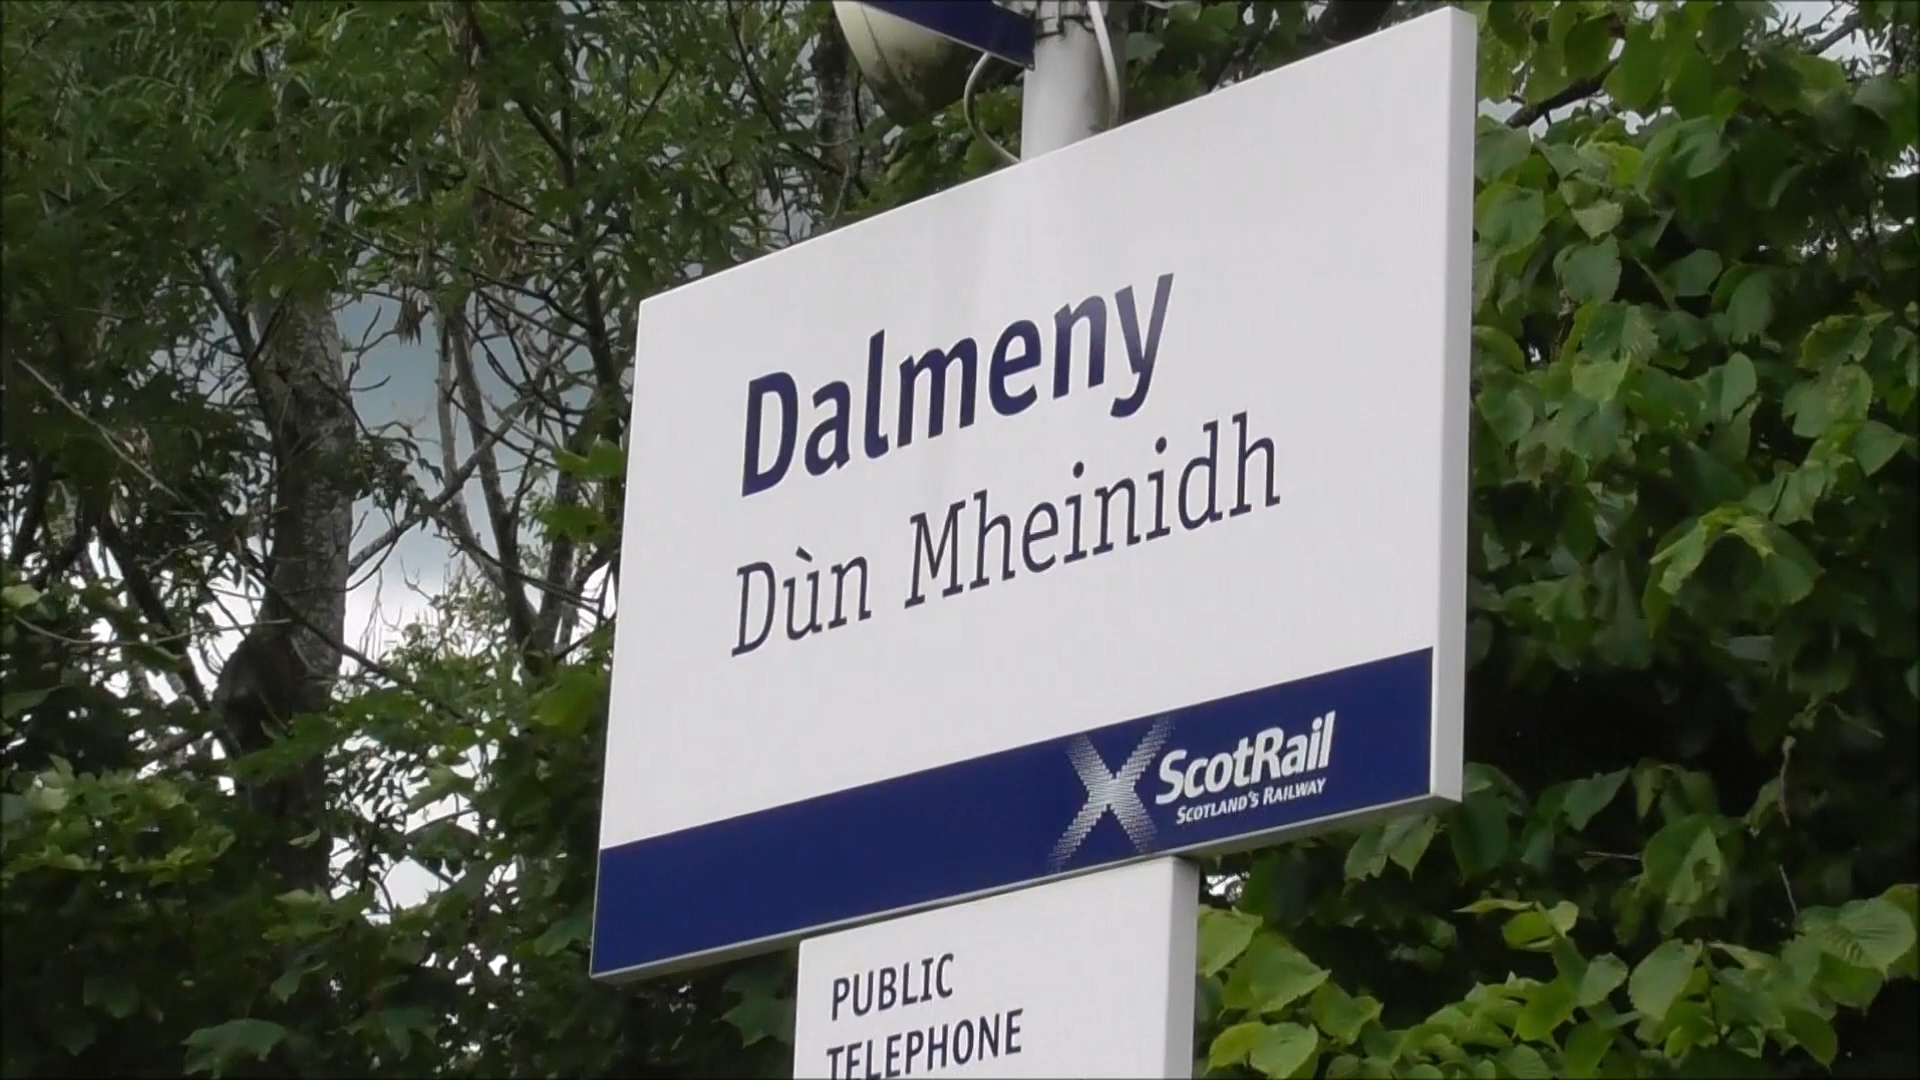 Dalmeny
Dùn Mheinidh
ScotRail
SCOTLAND'S RAILWAY
PUBLIC
TELEPHONE